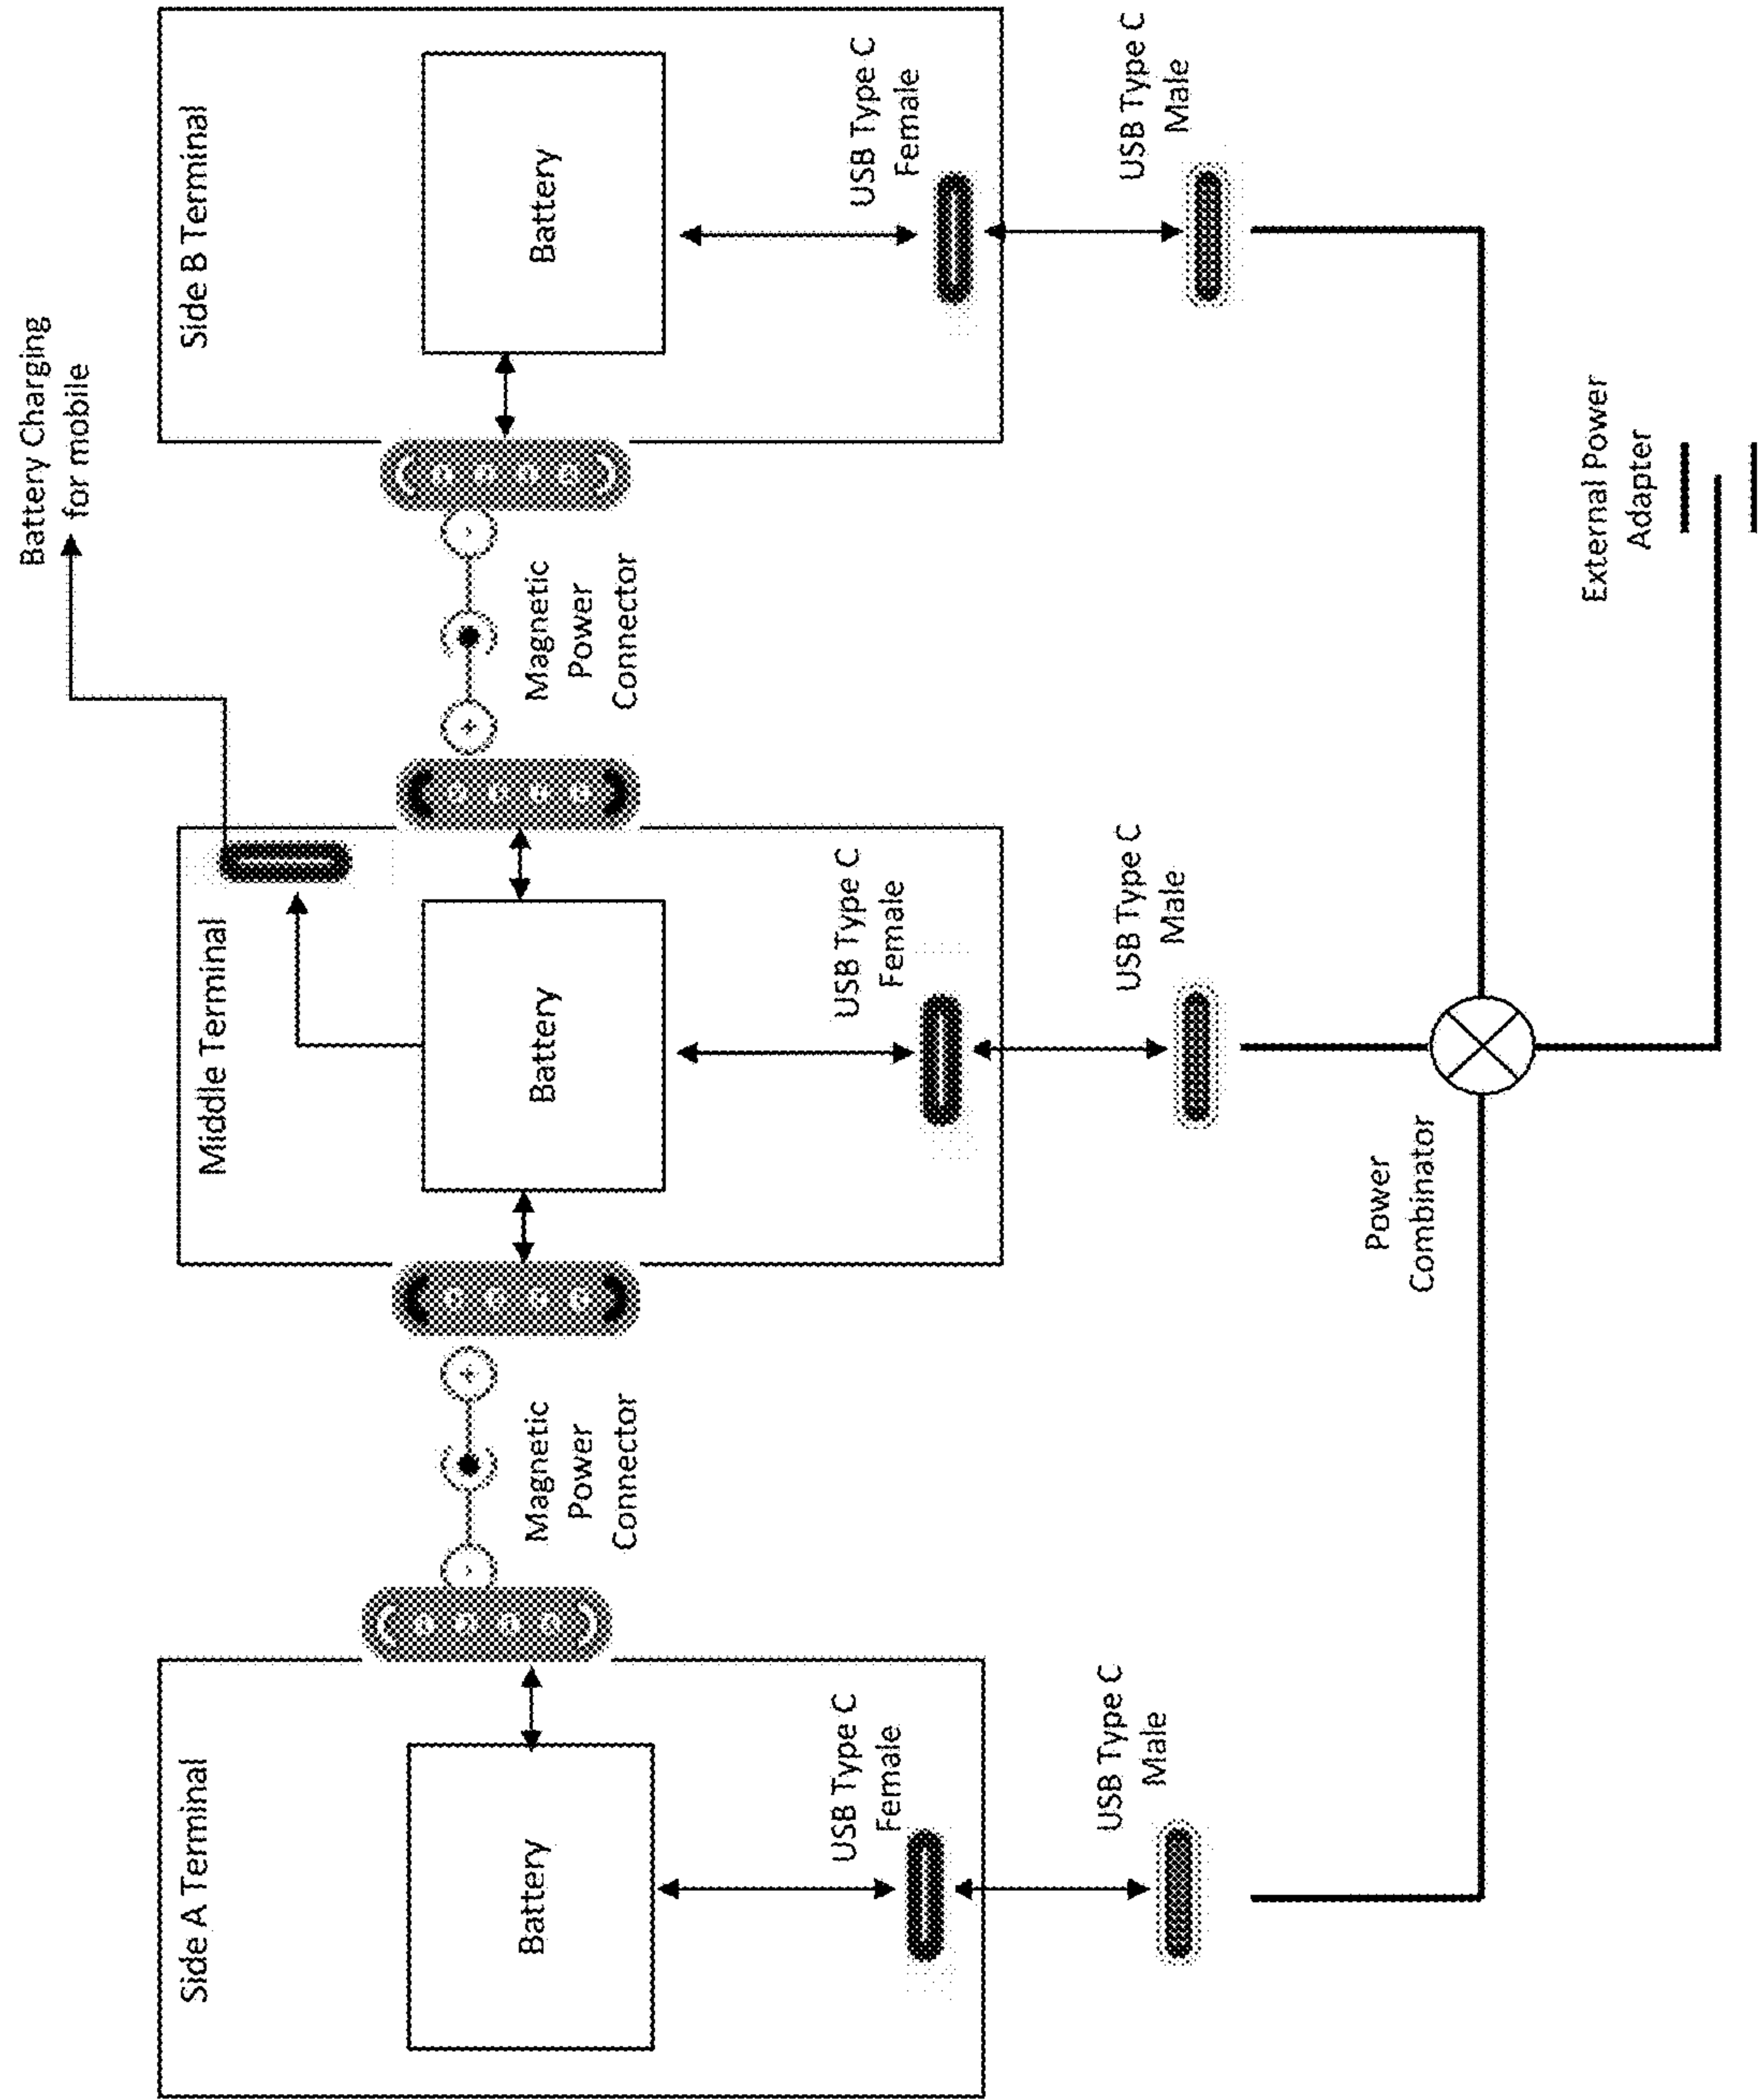 Battery Charging
for mobile
Side A Terminal
Middle Terminal
Side B Terminal
Battery
Battery
Battery
Magnetic
Power
Connector
Magnetic
Power
Connector
USB Type C
Female
USB Type C
Female
USB Type C
Female
USB Type C
Male
USB Type C
Male
USB Type C
Male
Power
Combinator
External Power
Adapter